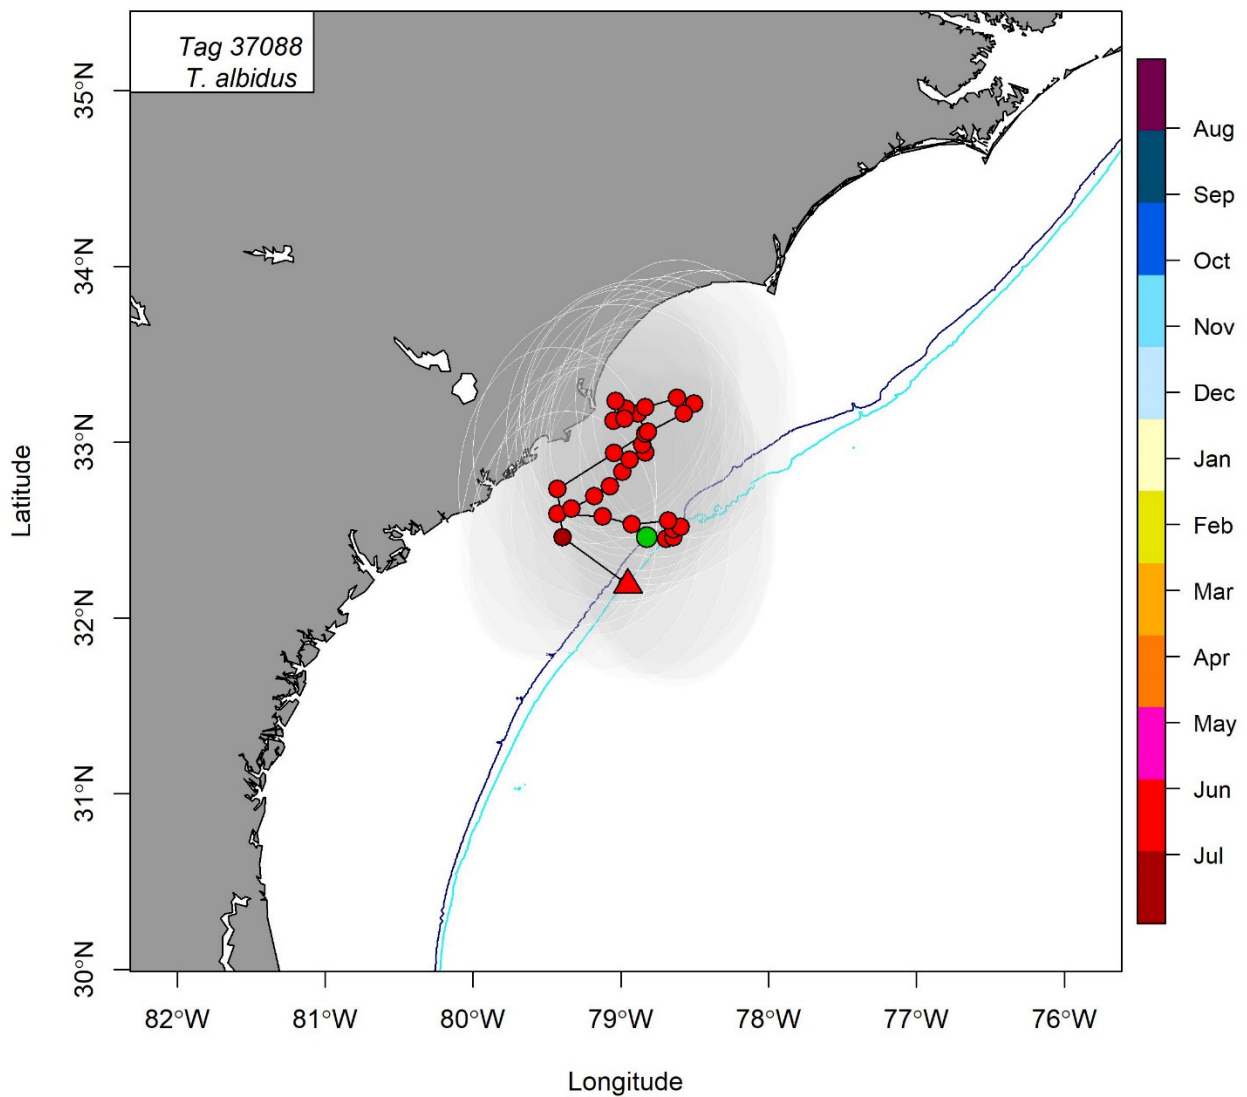 Tag 37088
T. albidus
35°N
34°N
33°N
32°N
31°N
30°N
Latitude
82°W 81°W 80°W 79°W 78°W 77°W 76°W
Longitude
Aug
Sep
Oct
Nov
Dec
Jan
Feb
Mar
Apr
May
Jun
Jul